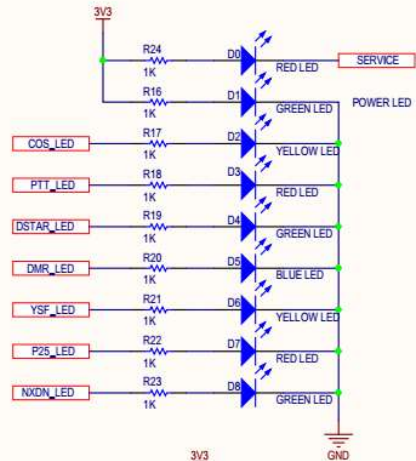 3V3
R24
1K
D0
RED LED
SERVICE
R16
1K
D1
GREEN LED
POWER LED
COS_LED
R17
1K
D2
YELLOW LED
PTT_LED
R18
1K
D3
RED LED
DSTAR_LED
R19
1K
D4
GREEN LED
DMR_LED
R20
1K
D5
BLUE LED
YSF_LED
R21
1K
D6
YELLOW LED
P25_LED
R22
1K
D7
RED LED
NXDN_LED
R23
1K
D8
GREEN LED
3V3
GND